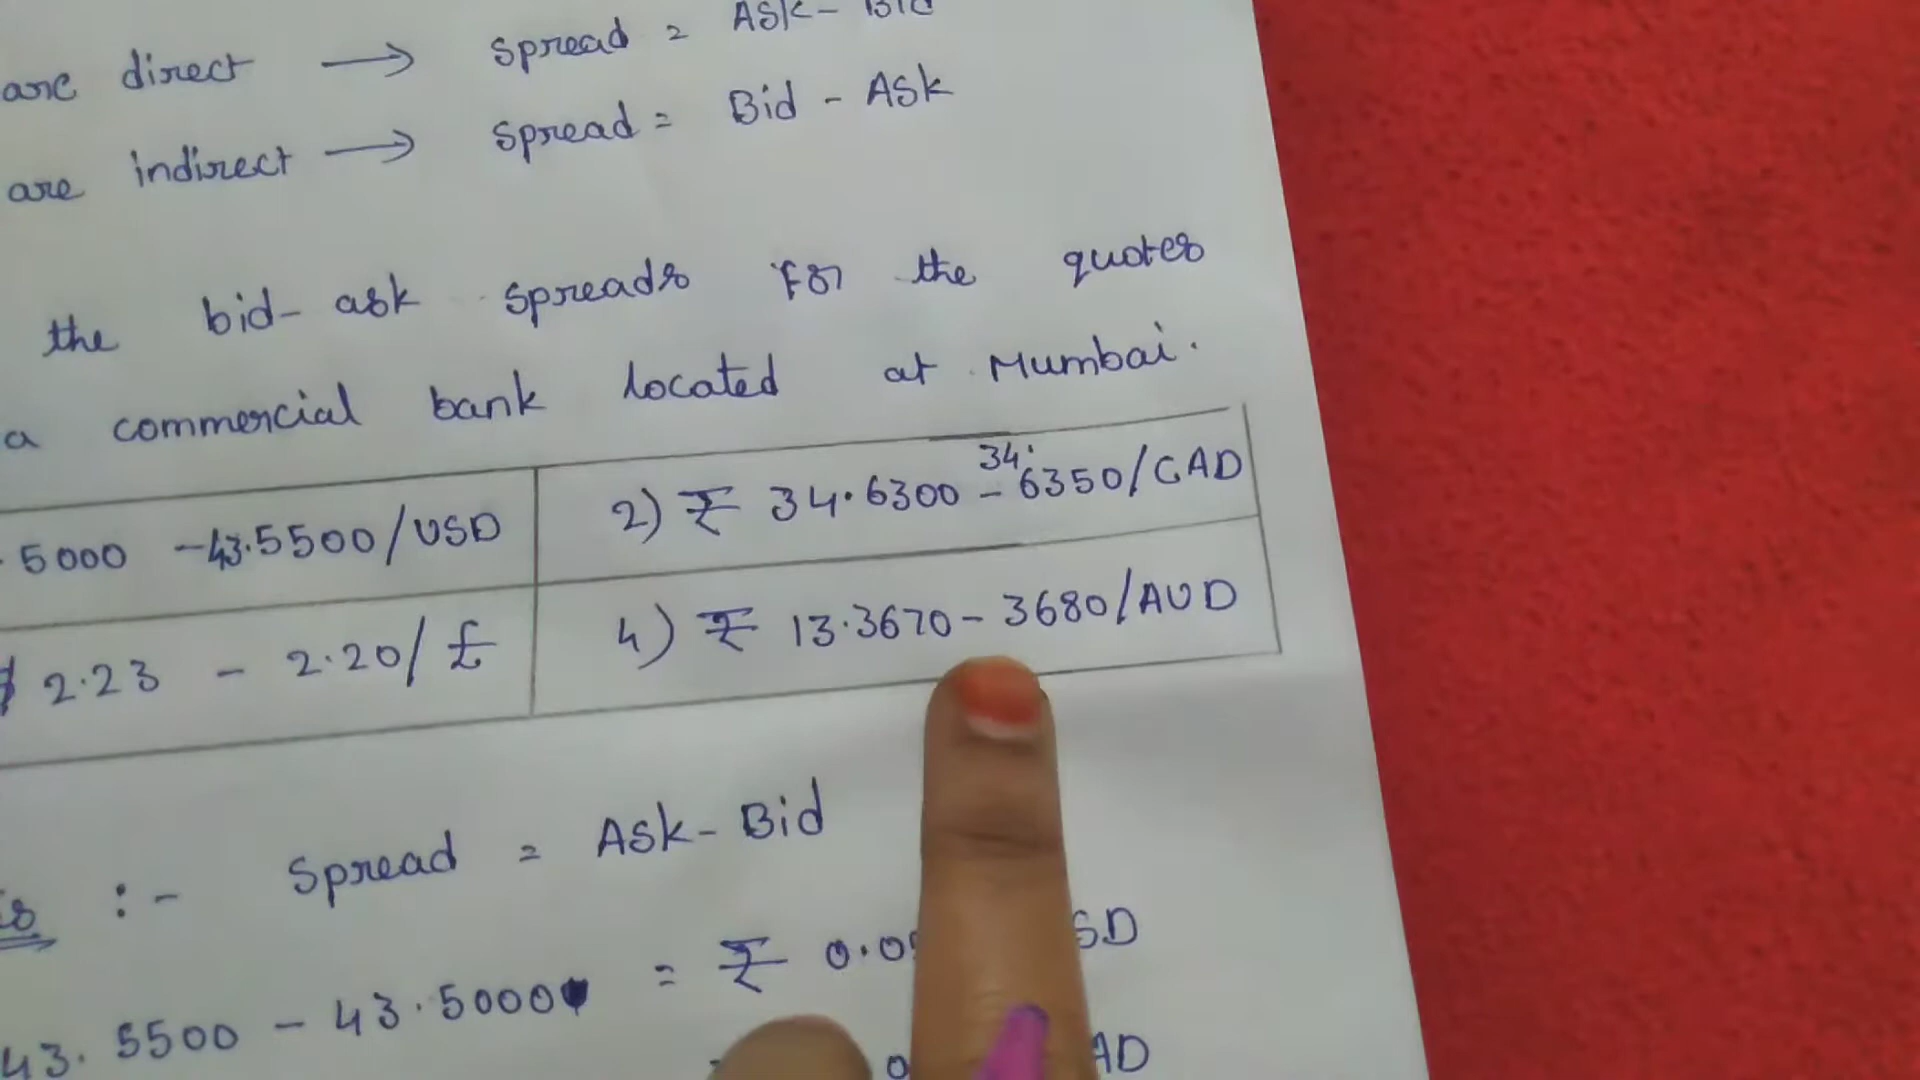 are direct → spread = Ask - Bid
are indirect → spread = Bid - Ask
the bid-ask spreads for the quotes
a commercial bank located at Mumbai.
.5000 - 43.5500/USD 2) ₹ 34.6300 - 34.6350/CAD
2.23 - 2.20/£ 4) ₹ 13.3670 - 3680/AUD
:- Spread = Ask - Bid
43.5500 - 43.5000 = ₹ 0.0 SD
0 AD